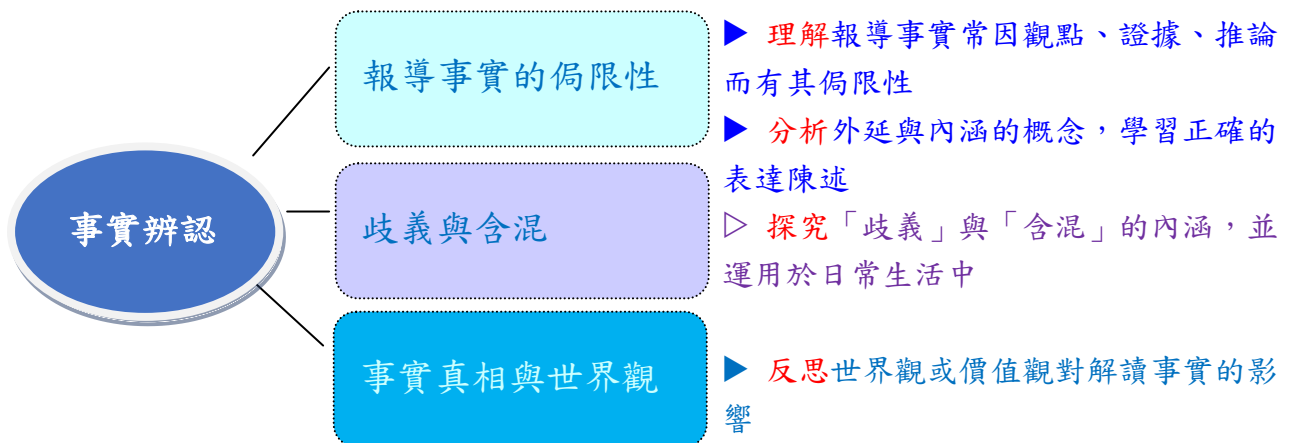 事實辨認
報導事實的侷限性
▶ 理解報導事實常因觀點、證據、推論
而有其侷限性
▶ 分析外延與內涵的概念，學習正確的
表達陳述
歧義與含混
▷ 探究「歧義」與「含混」的內涵，並
運用於日常生活中
事實真相與世界觀
▶ 反思世界觀或價值觀對解讀事實的影
響